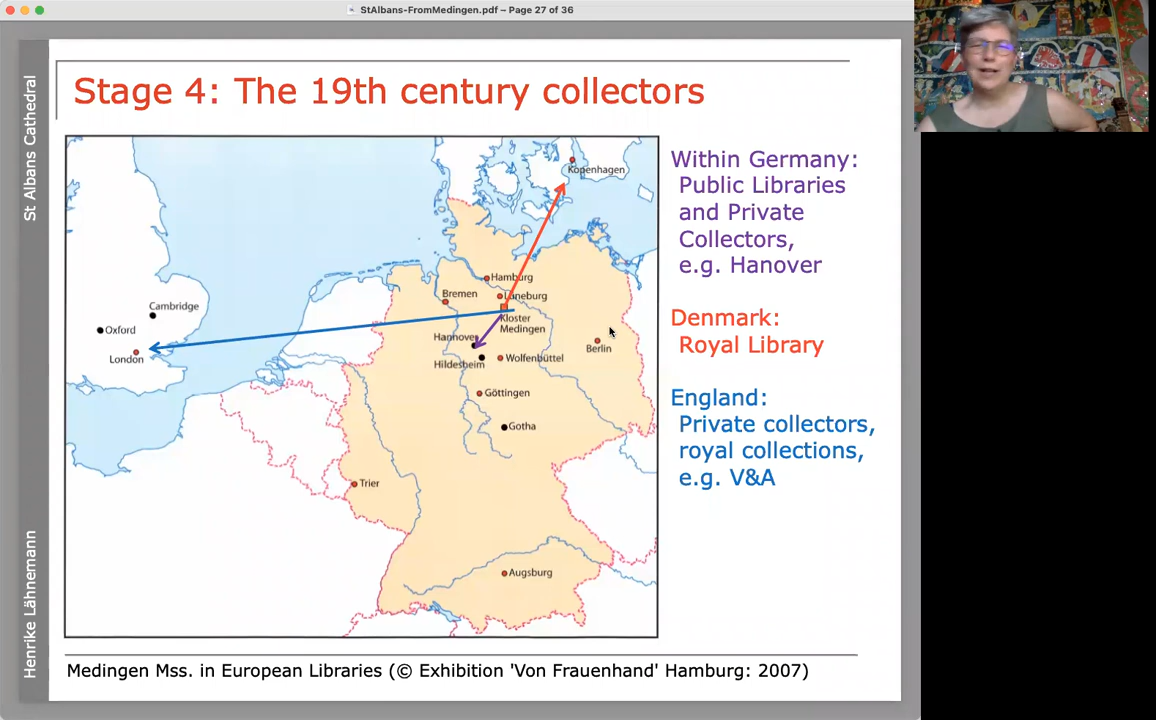 StAlbans-FromMedingen.pdf ~ Page 27 of 36
St Albans Cathedral
Henrike Lähnemann
Stage 4: The 19th century collectors
Kopenhagen
Hamburg
Bremen
Lüneburg
Kloster
Medingen
Cambridge
Oxford
London
Hannover
Hildesheim
Wolfenbüttel
Berlin
Göttingen
Gotha
Trier
Augsburg
Within Germany:
Public Libraries
and Private
Collectors,
e.g. Hanover
Denmark:
Royal Library
England:
Private collectors,
royal collections,
e.g. V&A
Medingen Mss. in European Libraries (© Exhibition 'Von Frauenhand' Hamburg: 2007)